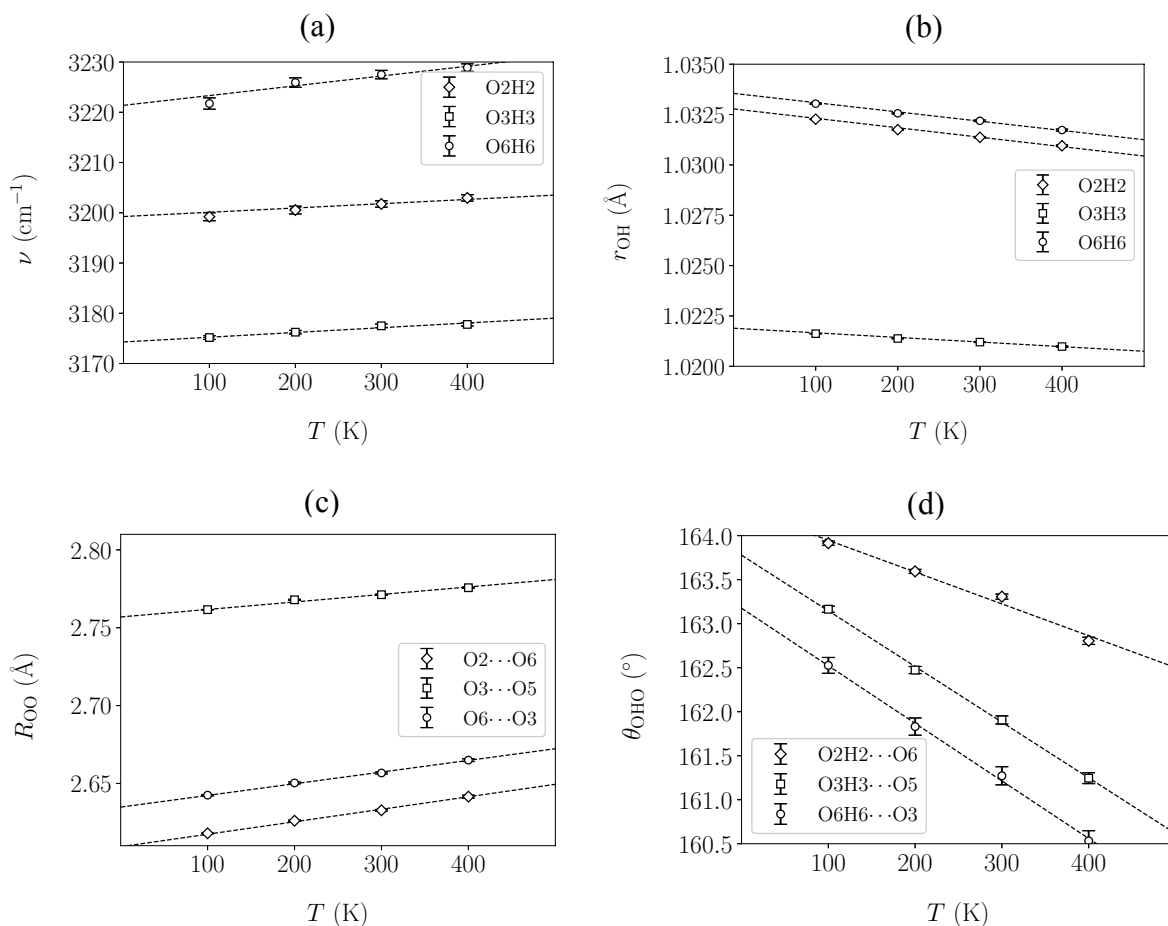 (a)
3230
3220
3210
3200
3190
3180
3170
ν (cm⁻¹)
O2H2
O3H3
O6H6
100 200 300 400
T (K)
(b)
1.0350
1.0325
1.0300
1.0275
1.0250
1.0225
1.0200
r_OH (Å)
O2H2
O3H3
O6H6
100 200 300 400
T (K)
(c)
2.80
2.75
2.70
2.65
R_OO (Å)
O2···O6
O3···O5
O6···O3
100 200 300 400
T (K)
(d)
164.0
163.5
163.0
162.5
162.0
161.5
161.0
160.5
θ_OHO (°)
O2H2···O6
O3H3···O5
O6H6···O3
100 200 300 400
T (K)